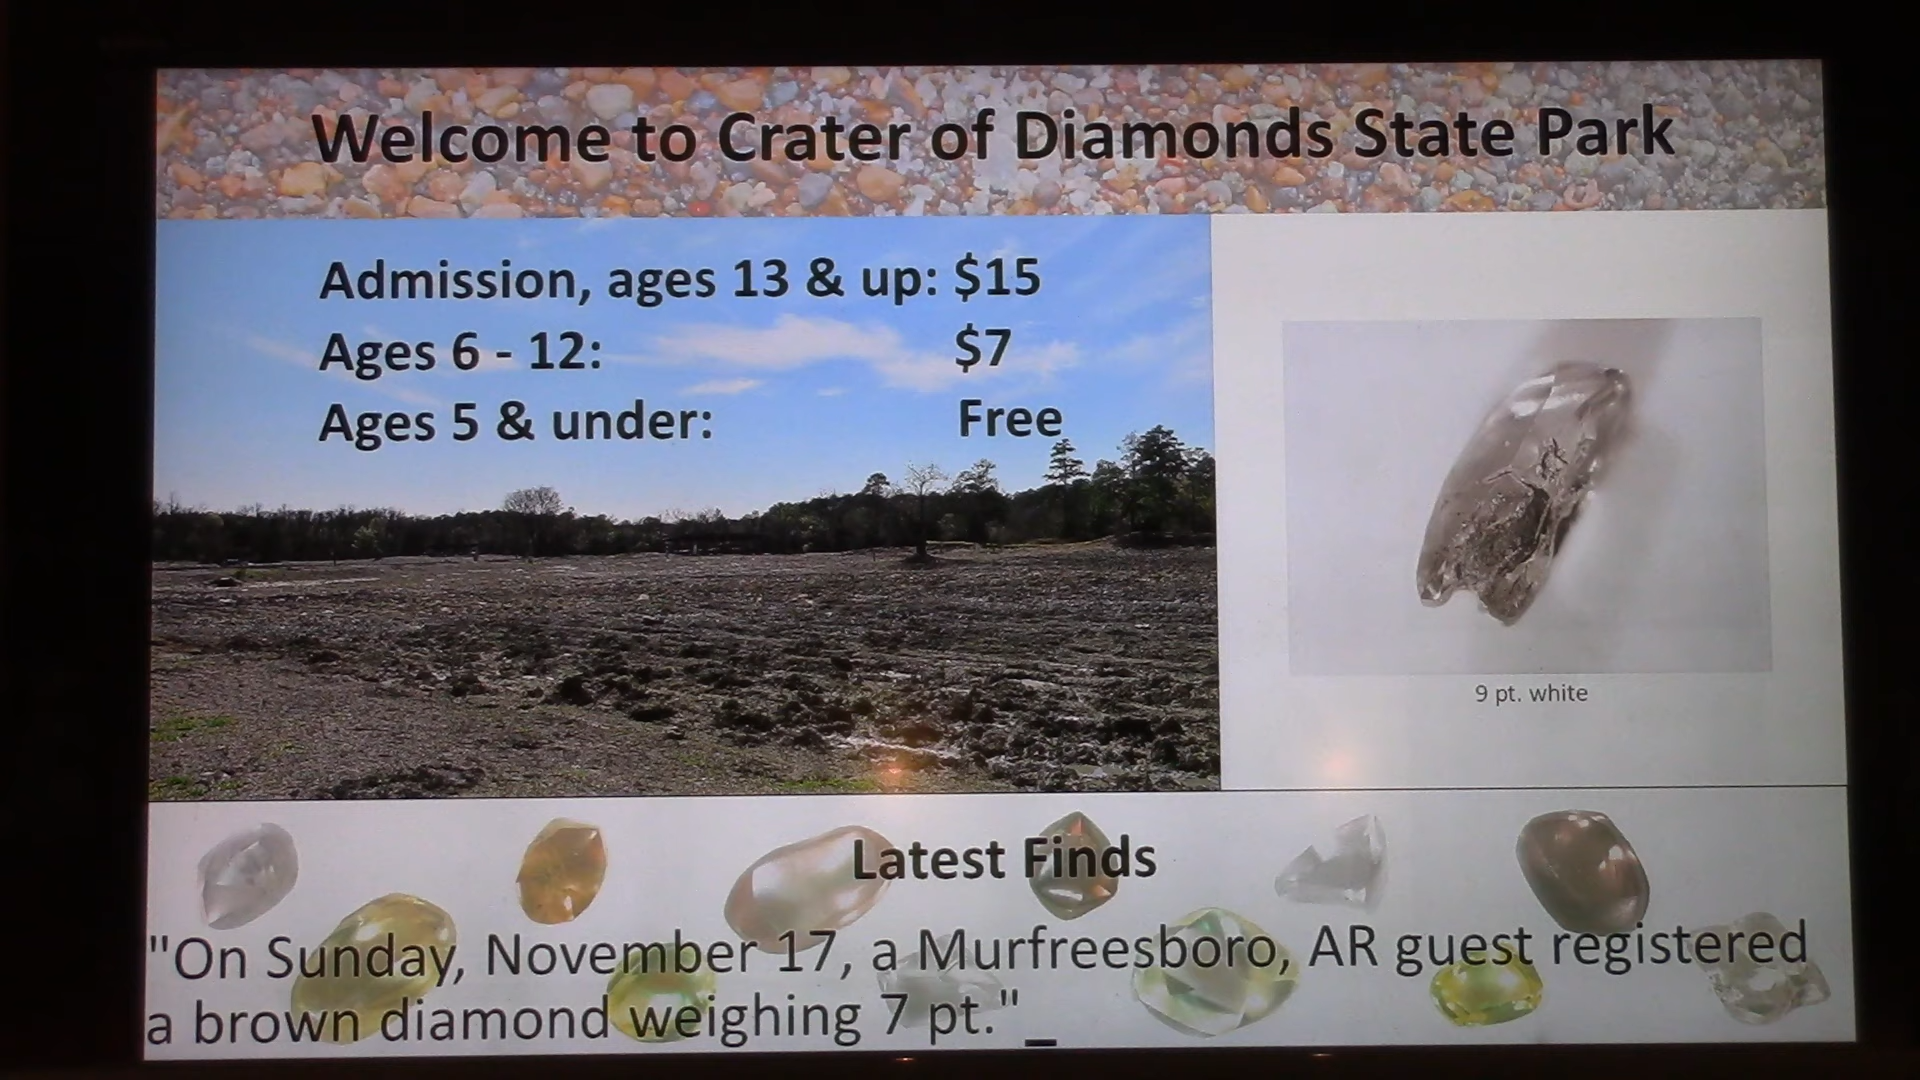 Welcome to Crater of Diamonds State Park
Admission, ages 13 & up: $15
Ages 6 - 12: $7
Ages 5 & under: Free
9 pt. white
Latest Finds
"On Sunday, November 17, a Murfreesboro, AR guest registered
a brown diamond weighing 7 pt." _